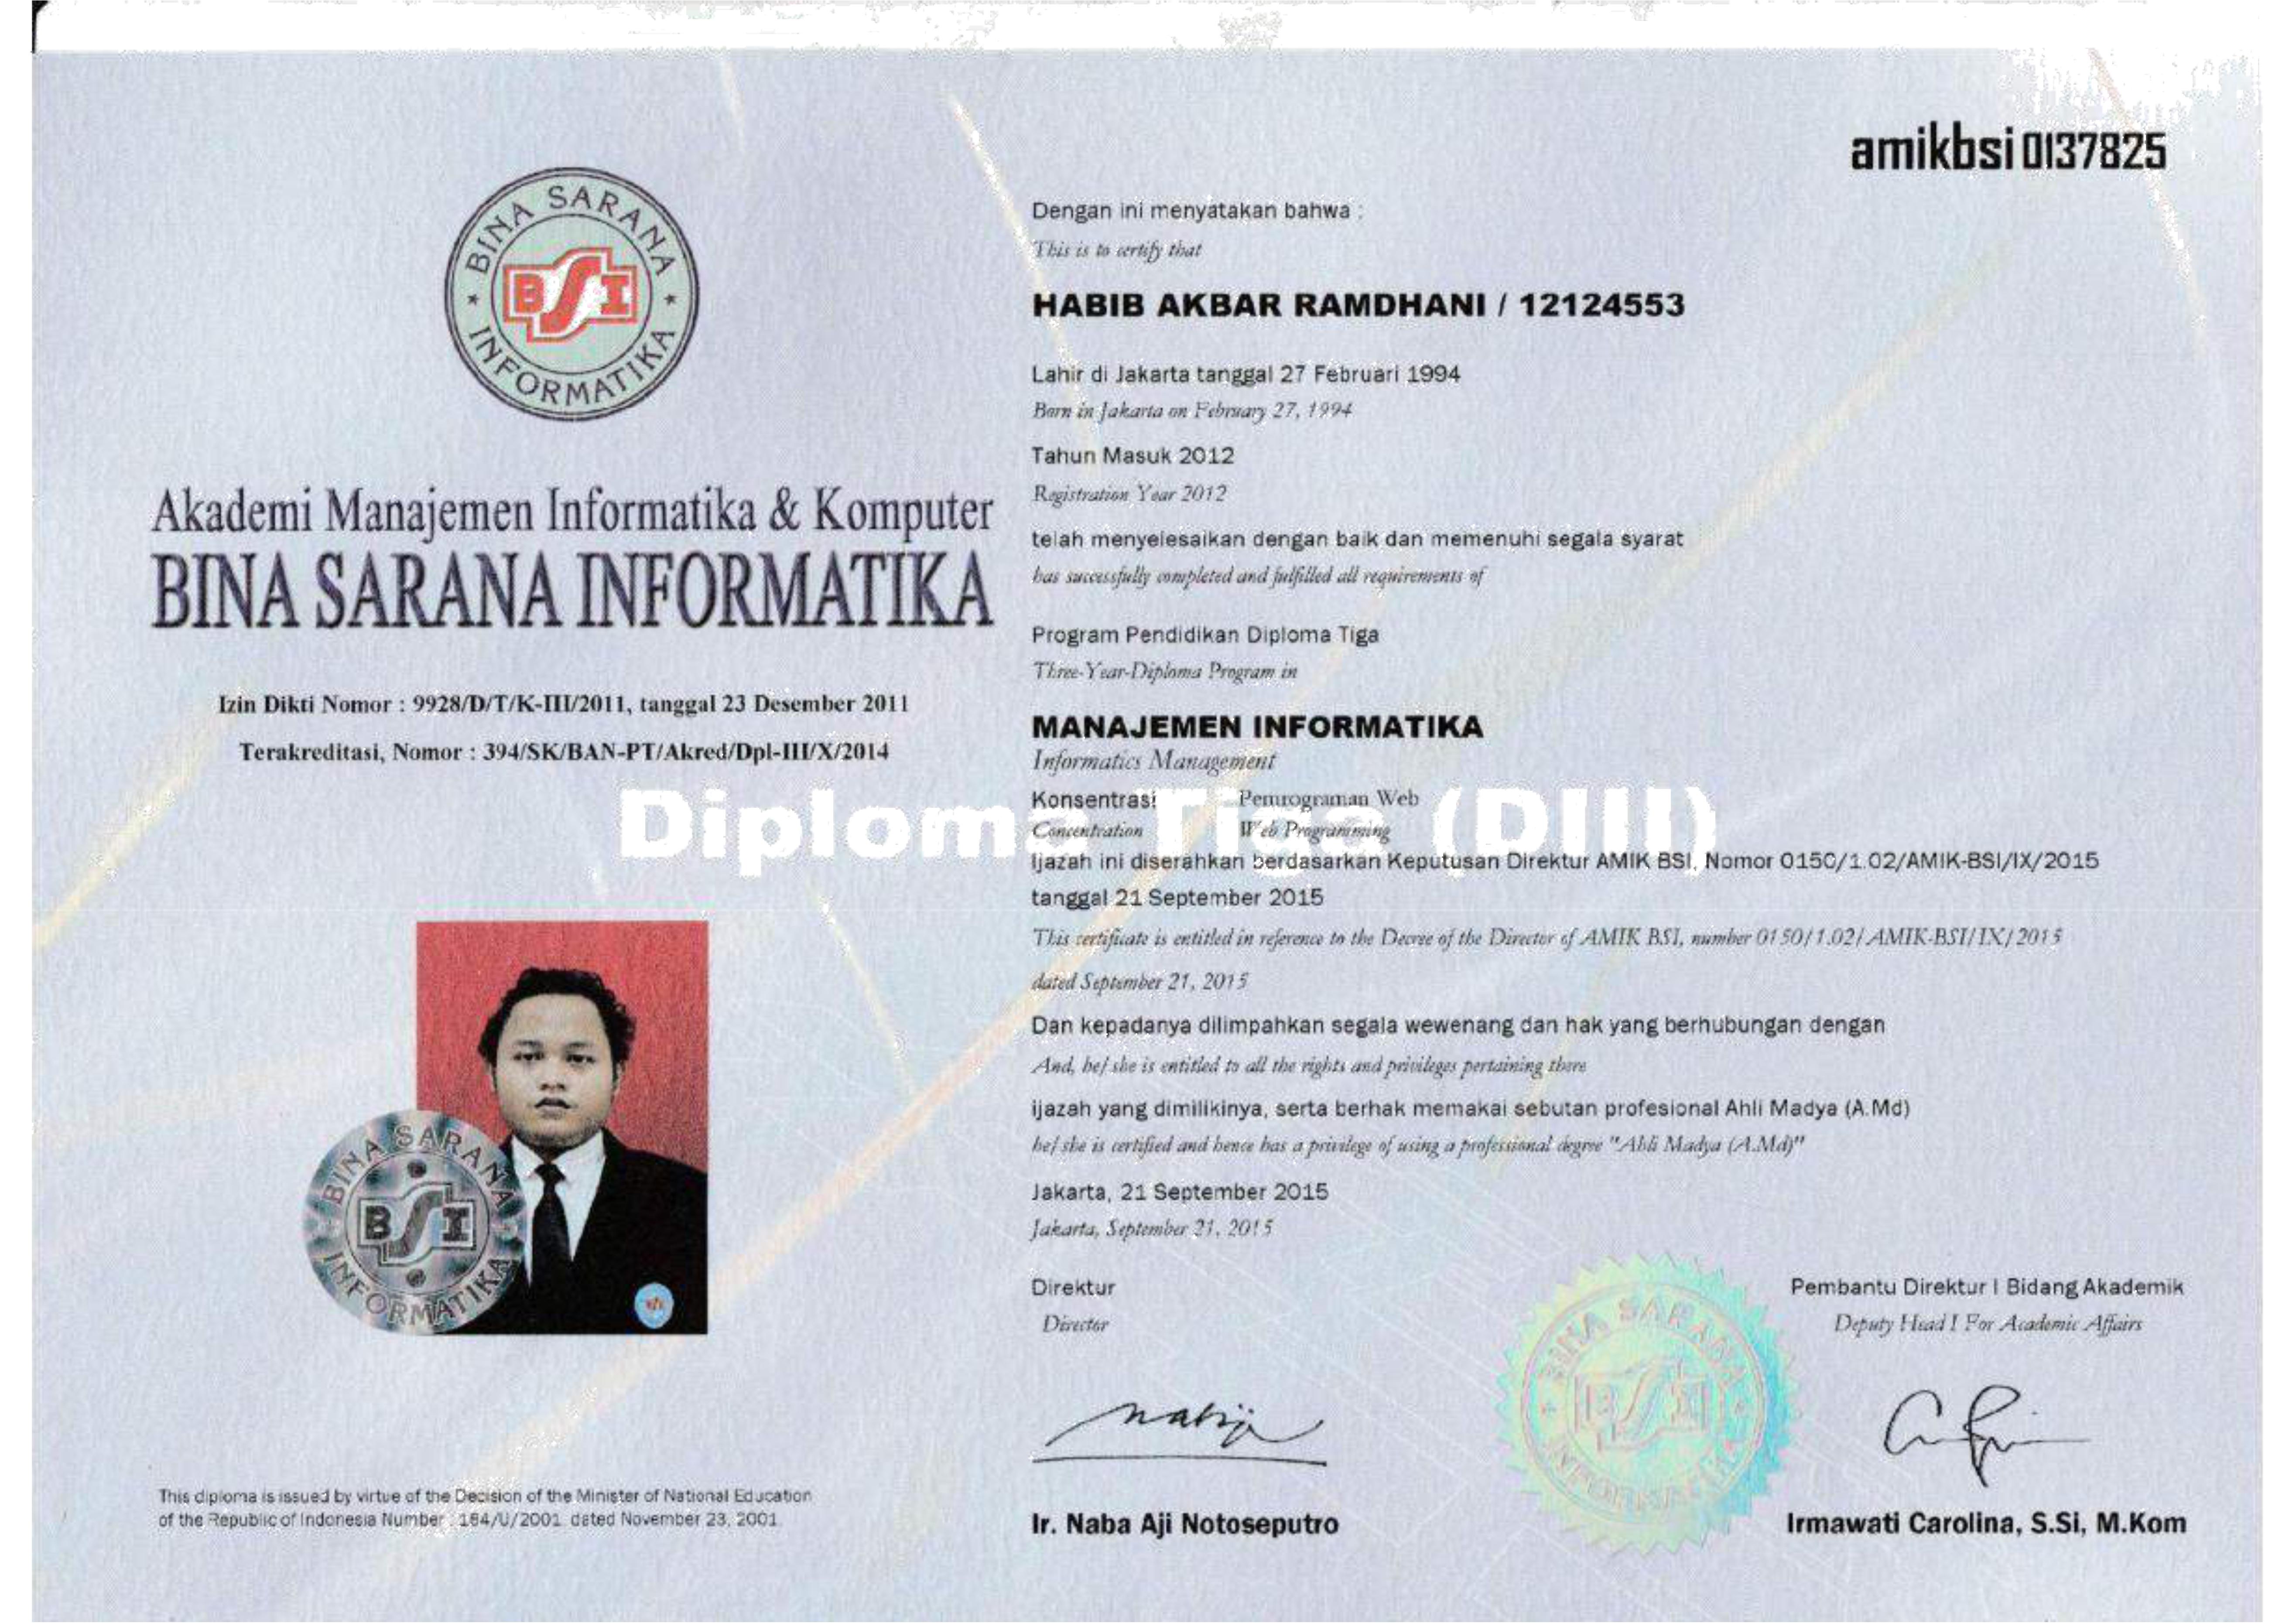 amikbsi 0137825
BINA SARANA INFORMATIKA
BSI
Akademi Manajemen Informatika & Komputer
BINA SARANA INFORMATIKA
Izin Dikti Nomor : 9928/D/T/K-III/2011, tanggal 23 Desember 2011
Terakreditasi, Nomor : 394/SK/BAN-PT/Akred/Dpl-III/X/2014
Diploma Tiga (DIII)
BINA SARANA INFORMATIKA
BSI
This diploma is issued by virtue of the Decision of the Minister of National Education
of the Republic of Indonesia Number : 184/U/2001 dated November 23, 2001.
Dengan ini menyatakan bahwa :
This is to certify that
HABIB AKBAR RAMDHANI / 12124553
Lahir di Jakarta tanggal 27 Februari 1994
Born in Jakarta on February 27, 1994
Tahun Masuk 2012
Registration Year 2012
telah menyelesaikan dengan baik dan memenuhi segala syarat
has successfully completed and fulfilled all requirements of
Program Pendidikan Diploma Tiga
Three-Year-Diploma Program in
MANAJEMEN INFORMATIKA
Informatics Management
Konsentrasi Pemrograman Web
Concentration Web Programming
Ijazah ini diserahkan berdasarkan Keputusan Direktur AMIK BSI, Nomor 0150/1.02/AMIK-BSI/IX/2015
tanggal 21 September 2015
This certificate is entitled in reference to the Decree of the Director of AMIK BSI, number 0150/1.02/AMIK-BSI/IX/2015
dated September 21, 2015
Dan kepadanya dilimpahkan segala wewenang dan hak yang berhubungan dengan
And, he/she is entitled to all the rights and privileges pertaining there
ijazah yang dimilikinya, serta berhak memakai sebutan profesional Ahli Madya (A.Md)
he/she is certified and hence has a privilege of using a professional degree "Ahli Madya (A.Md)"
Jakarta, 21 September 2015
Jakarta, September 21, 2015
Direktur
Director
Pembantu Direktur I Bidang Akademik
Deputy Head I For Academic Affairs
BINA SARANA INFORMATIKA
BSI
Ir. Naba Aji Notoseputro
Irmawati Carolina, S.Si, M.Kom